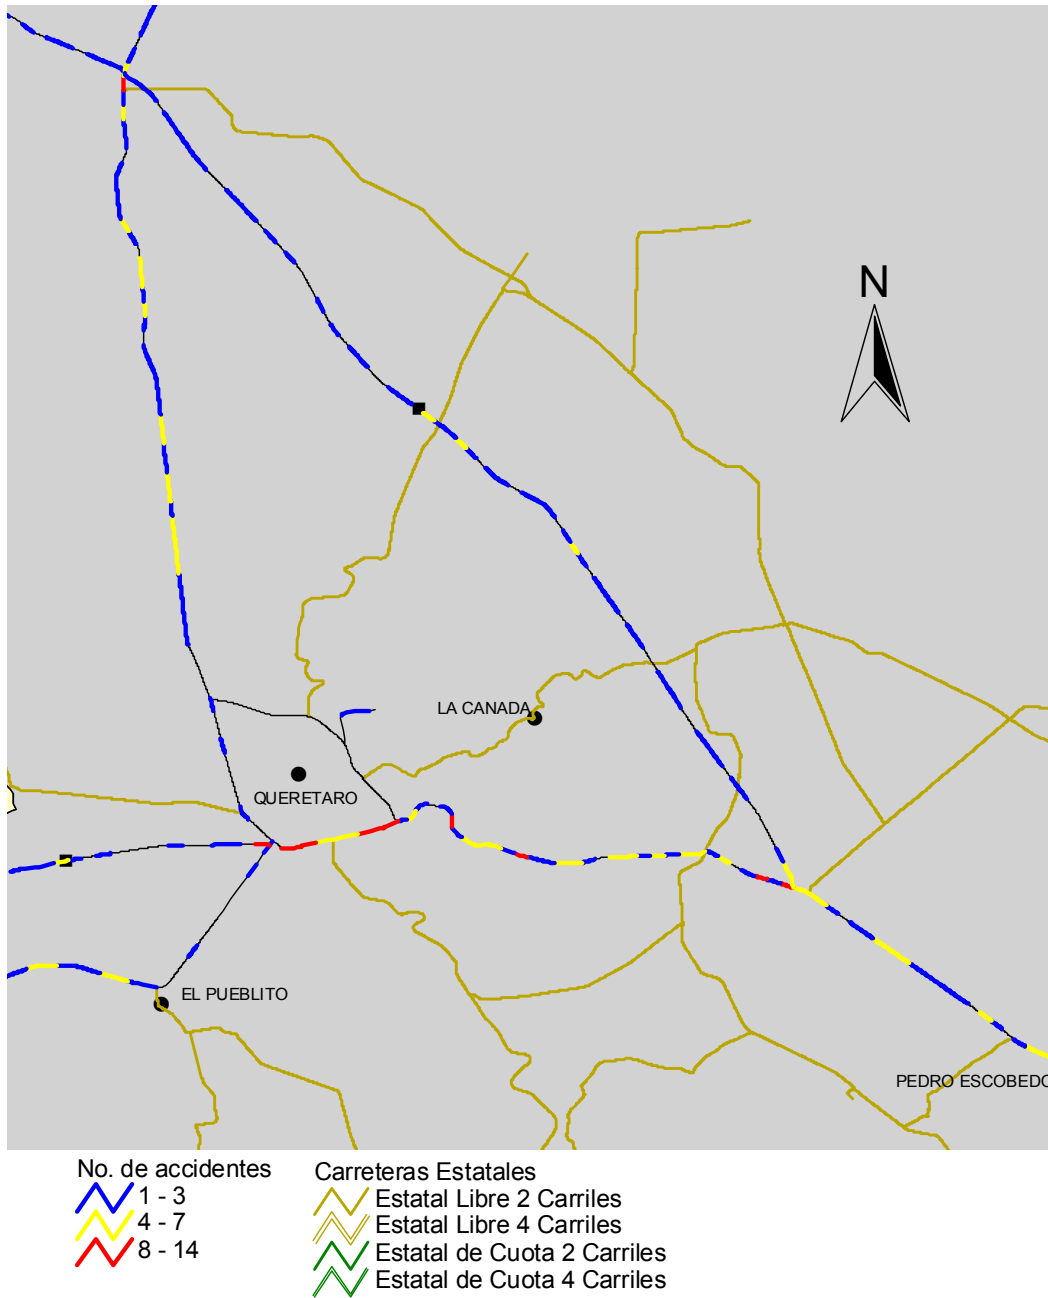 N
LA CANADA
QUERETARO
EL PUEBLITO
PEDRO ESCOBEDO
No. de accidentes
1 - 3
4 - 7
8 - 14
Carreteras Estatales
Estatal Libre 2 Carriles
Estatal Libre 4 Carriles
Estatal de Cuota 2 Carriles
Estatal de Cuota 4 Carriles